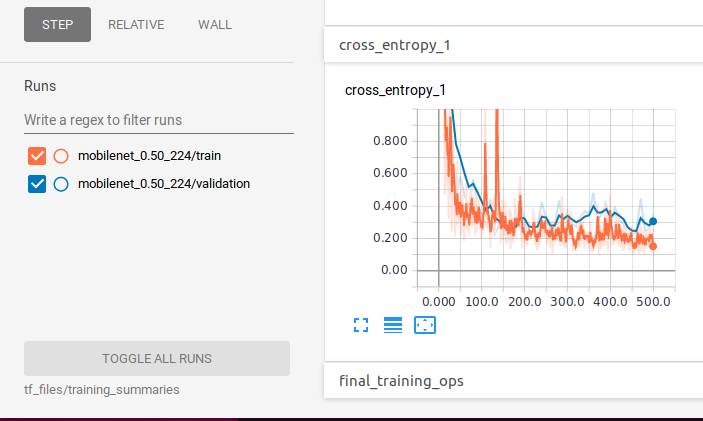 STEP RELATIVE WALL
Runs
Write a regex to filter runs
mobilenet_0.50_224/train
mobilenet_0.50_224/validation
TOGGLE ALL RUNS
tf_files/training_summaries
cross_entropy_1
cross_entropy_1
0.800
0.600
0.400
0.200
0.00
0.000 100.0 200.0 300.0 400.0 500.0
final_training_ops